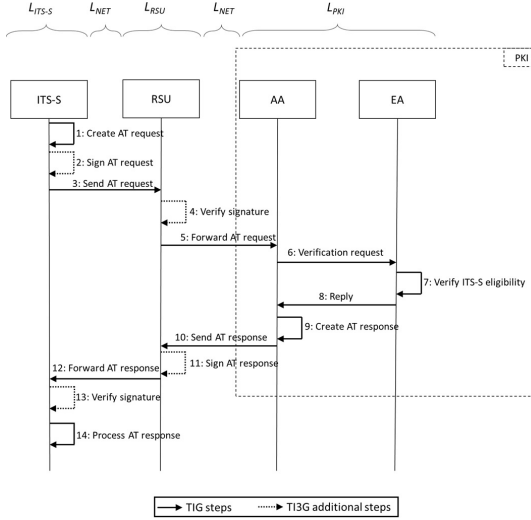 L_ITS-S L_NET L_RSU L_NET L_PKI
PKI
ITS-S RSU AA EA
1: Create AT request
2: Sign AT request
3: Send AT request
4: Verify signature
5: Forward AT request
6: Verification request
7: Verify ITS-S eligibility
8: Reply
9: Create AT response
10: Send AT response
11: Sign AT response
12: Forward AT response
13: Verify signature
14: Process AT response
TIG steps TI3G additional steps